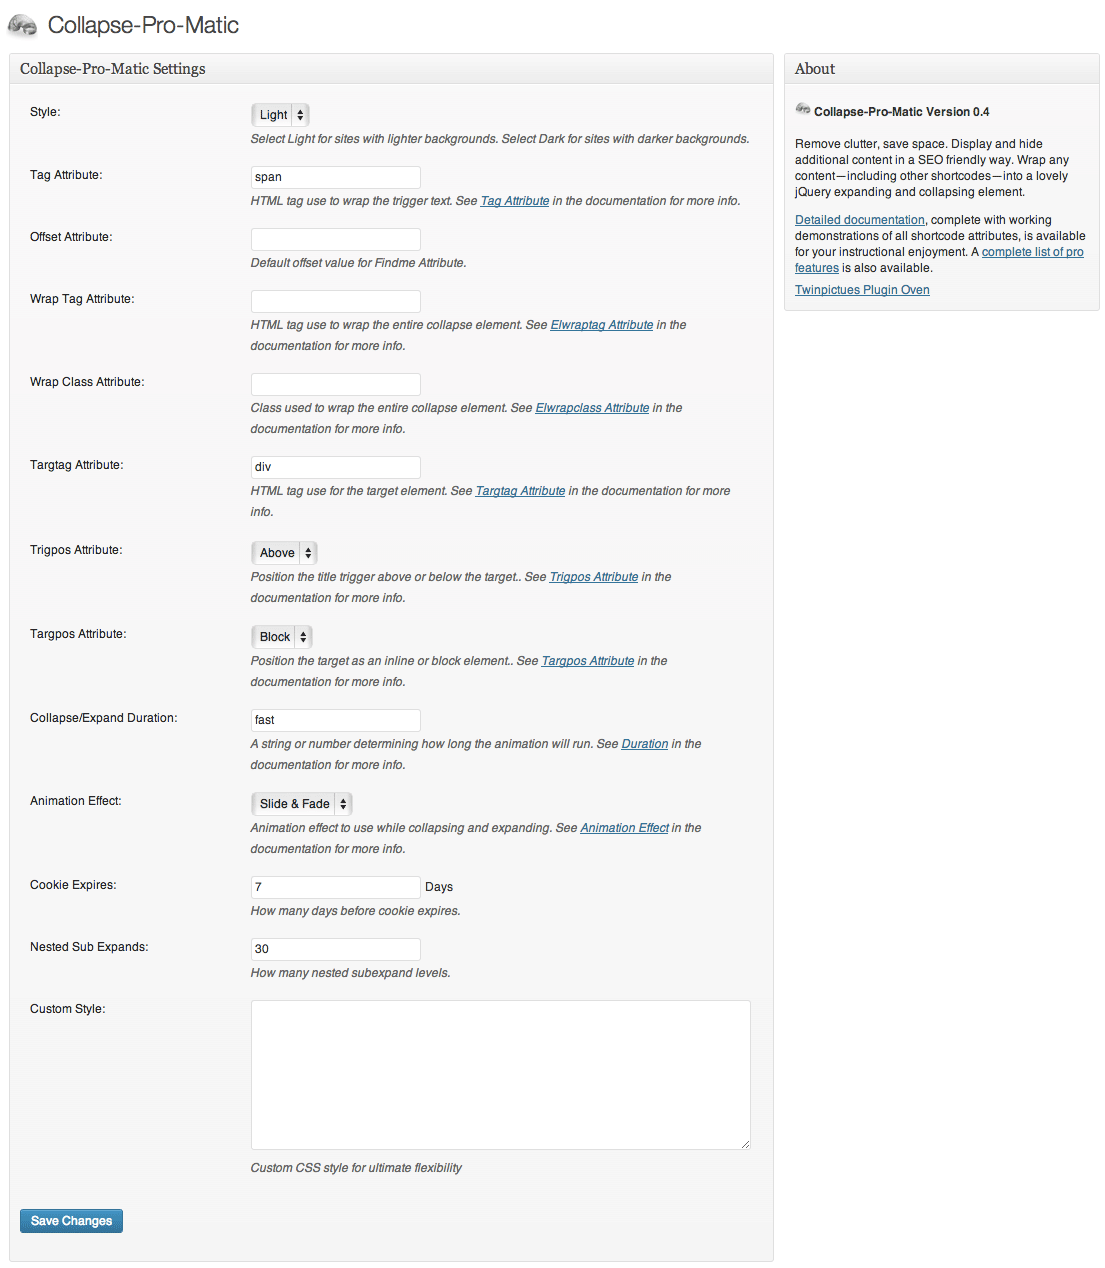 Collapse-Pro-Matic
Collapse-Pro-Matic Settings
Style:
Light
Select Light for sites with lighter backgrounds. Select Dark for sites with darker backgrounds.
Tag Attribute:
span
HTML tag use to wrap the trigger text. See Tag Attribute in the documentation for more info.
Offset Attribute:
Default offset value for Findme Attribute.
Wrap Tag Attribute:
HTML tag use to wrap the entire collapse element. See Elwraptag Attribute in the
documentation for more info.
Wrap Class Attribute:
Class used to wrap the entire collapse element. See Elwrapclass Attribute in the
documentation for more info.
Targtag Attribute:
div
HTML tag use for the target element. See Targtag Attribute in the documentation for more
info.
Trigpos Attribute:
Above
Position the title trigger above or below the target.. See Trigpos Attribute in the
documentation for more info.
Targpos Attribute:
Block
Position the target as an inline or block element.. See Targpos Attribute in the
documentation for more info.
Collapse/Expand Duration:
fast
A string or number determining how long the animation will run. See Duration in the
documentation for more info.
Animation Effect:
Slide & Fade
Animation effect to use while collapsing and expanding. See Animation Effect in the
documentation for more info.
Cookie Expires:
7 Days
How many days before cookie expires.
Nested Sub Expands:
30
How many nested subexpand levels.
Custom Style:
Custom CSS style for ultimate flexibility
Save Changes
About
Collapse-Pro-Matic Version 0.4
Remove clutter, save space. Display and hide
additional content in a SEO friendly way. Wrap any
content—including other shortcodes—into a lovely
jQuery expanding and collapsing element.
Detailed documentation, complete with working
demonstrations of all shortcode attributes, is available
for your instructional enjoyment. A complete list of pro
features is also available.
Twinpictues Plugin Oven